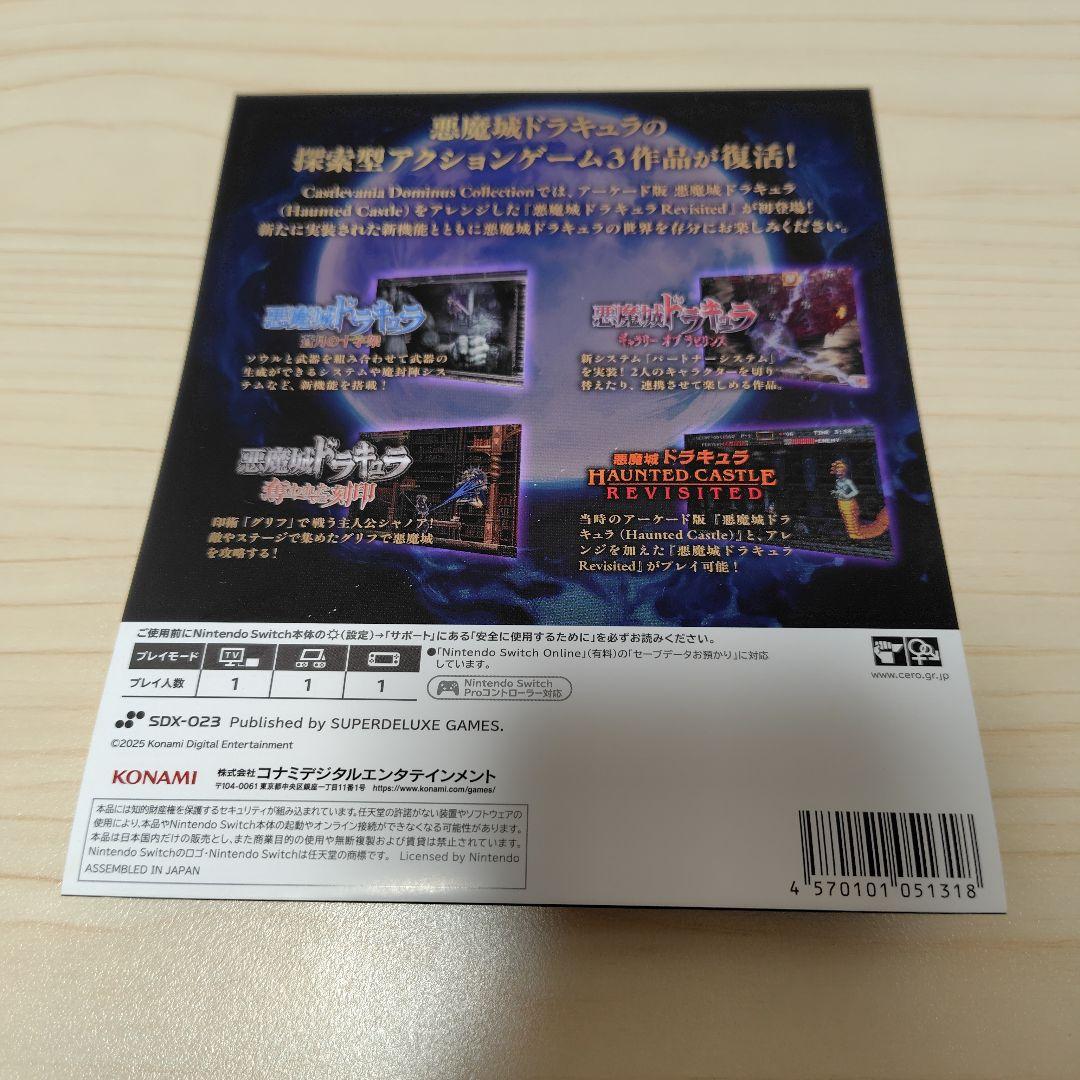 悪魔城ドラキュラの
探索型アクションゲーム3作品が復活!
Castlevania Dominus Collectionでは、アーケード版 悪魔城ドラキュラ
(Haunted Castle)をアレンジした『悪魔城ドラキュラRevisited』が初登場!
新たに実装された新機能とともに悪魔城ドラキュラの世界を存分にお楽しみください。
悪魔城ドラキュラ
蒼月の十字架
ソウルと武器を組み合わせて武器の
生成ができるシステムや魔封陣シス
テムなど、新機能を搭載!
悪魔城ドラキュラ
ギャラリー オブ ラビリンス
新システム「パートナーシステム」
を実装! 2人のキャラクターを切り
替えたり、連携させて楽しめる作品。
悪魔城ドラキュラ
奪われた刻印
印術「グリフ」で戦う主人公シャノア!
敵やステージで集めたグリフで悪魔城
を攻略する!
悪魔城ドラキュラ
HAUNTED CASTLE
REVISITED
当時のアーケード版『悪魔城ドラ
キュラ(Haunted Castle)』と、アレ
ンジを加えた『悪魔城ドラキュラ
Revisited』がプレイ可能!
ご使用前にNintendo Switch本体の(設定)→「サポート」にある「安全に使用するために」を必ずお読みください。
プレイモード TV
プレイ人数 1 1 1
●「Nintendo Switch Online」(有料)の「セーブデータお預かり」に対応
しています。
Nintendo Switch
Proコントローラー対応
www.cero.gr.jp
SDX-023 Published by SUPERDELUXE GAMES.
©2025 Konami Digital Entertainment
KONAMI 株式会社コナミデジタルエンタテインメント
〒104-0061 東京都中央区銀座一丁目11番1号 https://www.konami.com/games/
本品には知的財産権を保護するセキュリティが組み込まれています。任天堂の許諾がない装置やソフトウェアの
使用により、本品やNintendo Switch本体の起動やオンライン接続ができなくなる可能性があります。
本品は日本国内だけの販売とし、また商業目的の使用や無断複製および賃貸は禁止されています。
Nintendo Switchのロゴ・Nintendo Switchは任天堂の商標です。 Licensed by Nintendo
ASSEMBLED IN JAPAN
4 570101 051318